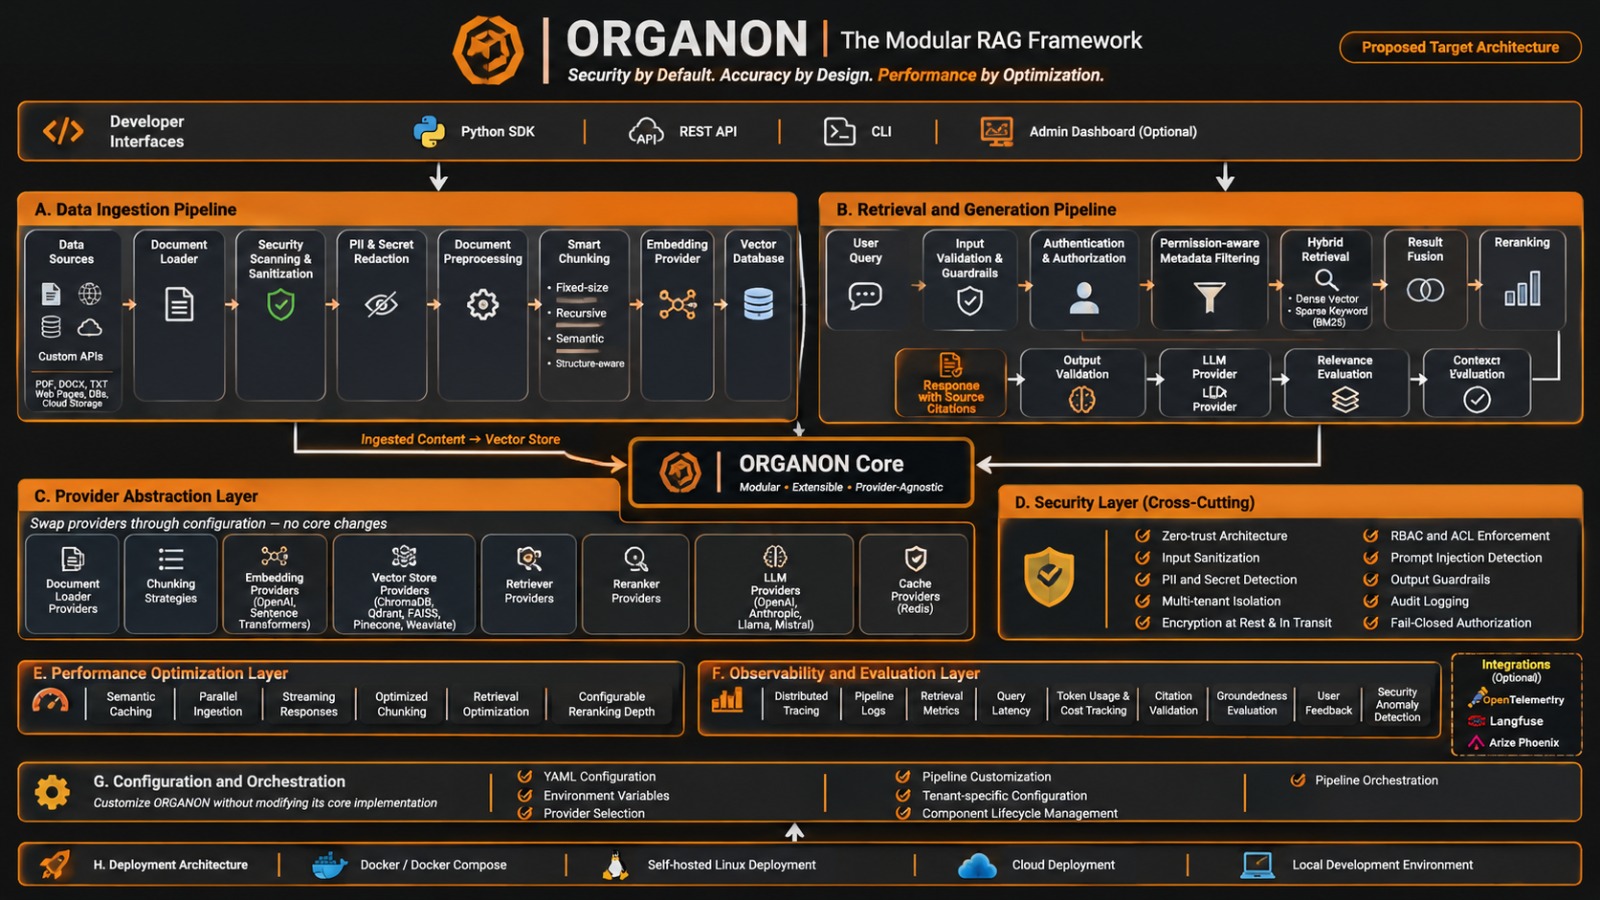 ORGANON | The Modular RAG Framework
Security by Default. Accuracy by Design. Performance by Optimization.
Proposed Target Architecture
Developer
Interfaces
Python SDK
API
REST API
CLI
Admin Dashboard (Optional)
A. Data Ingestion Pipeline
Data
Sources
Custom APIs
PDF, DOCX, TXT
Web Pages, DBs,
Cloud Storage
Document
Loader
Security
Scanning &
Sanitization
PII & Secret
Redaction
Document
Preprocessing
Smart
Chunking
• Fixed-size
• Recursive
• Semantic
• Structure-aware
Embedding
Provider
Vector
Database
B. Retrieval and Generation Pipeline
User
Query
Input
Validation &
Guardrails
Authentication
& Authorization
Permission-aware
Metadata Filtering
Hybrid
Retrieval
• Dense Vector
• Sparse Keyword
(BM25)
Result
Fusion
Reranking
Response
with Source
Citations
Output
Validation
LLM
Provider
Provider
Relevance
Evaluation
Context
Evaluation
Ingested Content → Vector Store
ORGANON Core
Modular • Extensible • Provider-Agnostic
C. Provider Abstraction Layer
Swap providers through configuration — no core changes
Document
Loader
Providers
Chunking
Strategies
Embedding
Providers
(OpenAI,
Sentence
Transformers)
Vector Store
Providers
(ChromaDB,
Qdrant, FAISS,
Pinecone, Weaviate)
Retriever
Providers
Reranker
Providers
LLM
Providers
(OpenAI,
Anthropic,
Llama, Mistral)
Cache
Providers
(Redis)
D. Security Layer (Cross-Cutting)
Zero-trust Architecture
Input Sanitization
PII and Secret Detection
Multi-tenant Isolation
Encryption at Rest & In Transit
RBAC and ACL Enforcement
Prompt Injection Detection
Output Guardrails
Audit Logging
Fail-Closed Authorization
E. Performance Optimization Layer
Semantic
Caching
Parallel
Ingestion
Streaming
Responses
Optimized
Chunking
Retrieval
Optimization
Configurable
Reranking Depth
F. Observability and Evaluation Layer
Distributed
Tracing
Pipeline
Logs
Retrieval
Metrics
Query
Latency
Token Usage &
Cost Tracking
Citation
Validation
Groundedness
Evaluation
User
Feedback
Security
Anomaly
Detection
Integrations
(Optional)
OpenTelemetry
Langfuse
Arize Phoenix
G. Configuration and Orchestration
Customize ORGANON without modifying its core implementation
YAML Configuration
Environment Variables
Provider Selection
Pipeline Customization
Tenant-specific Configuration
Component Lifecycle Management
Pipeline Orchestration
H. Deployment Architecture
Docker / Docker Compose
Self-hosted Linux Deployment
Cloud Deployment
Local Development Environment